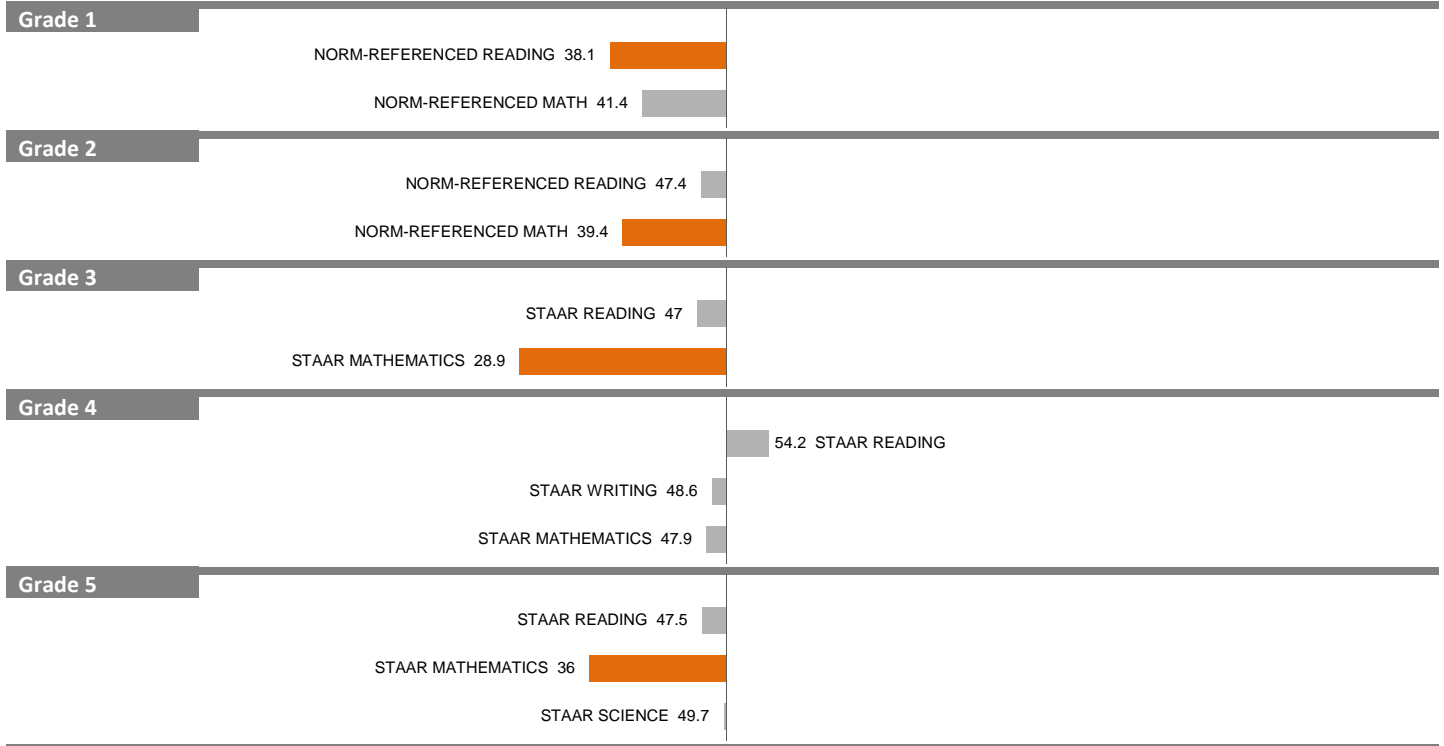 Grade 1
NORM-REFERENCED READING 38.1
NORM-REFERENCED MATH 41.4
Grade 2
NORM-REFERENCED READING 47.4
NORM-REFERENCED MATH 39.4
Grade 3
STAAR READING 47
STAAR MATHEMATICS 28.9
Grade 4
54.2 STAAR READING
STAAR WRITING 48.6
STAAR MATHEMATICS 47.9
Grade 5
STAAR READING 47.5
STAAR MATHEMATICS 36
STAAR SCIENCE 49.7